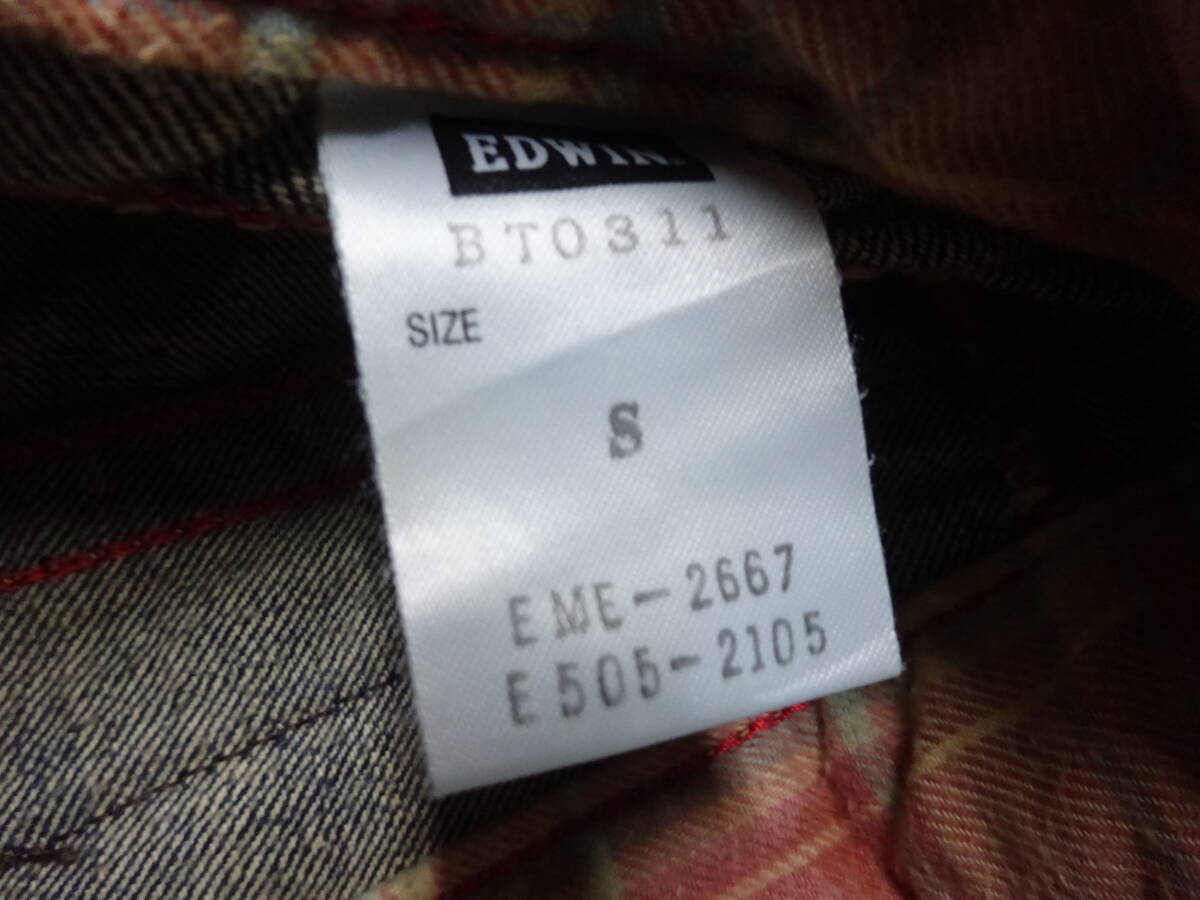 EDWIN
BT0311
SIZE
S
EME-2667
E505-2105